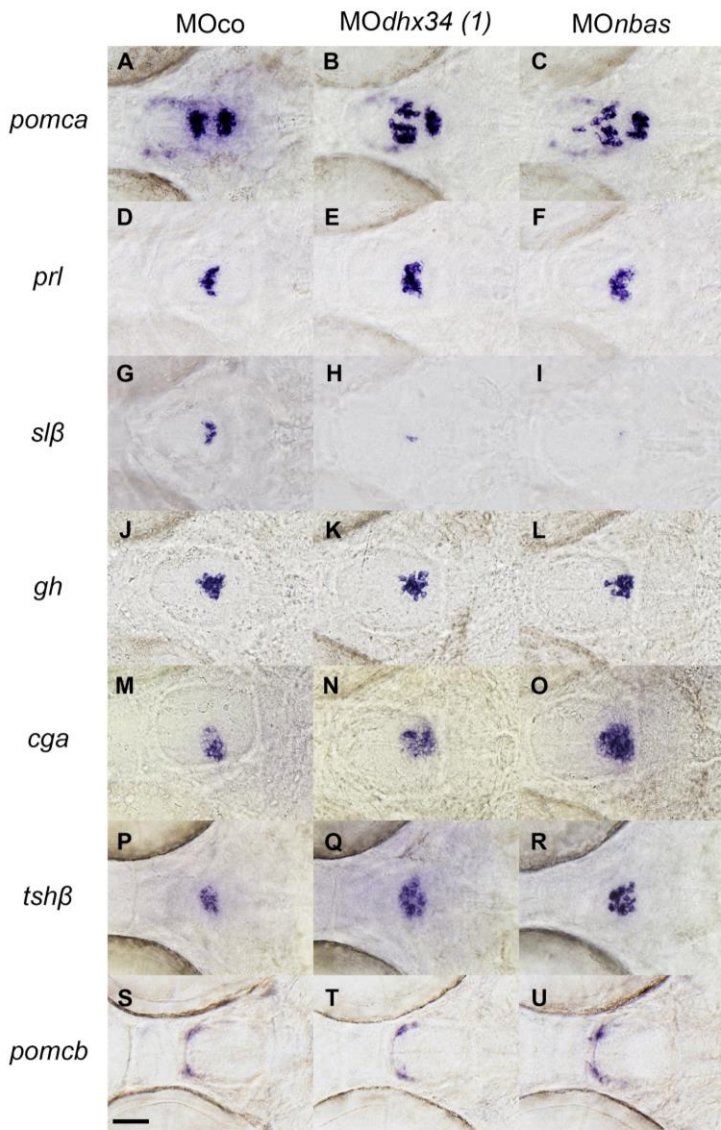 MOco MOdhx34 (1) MOnbas
pomca A B C
prl D E F
slβ G H I
gh J K L
cga M N O
tshβ P Q R
pomcb S T U